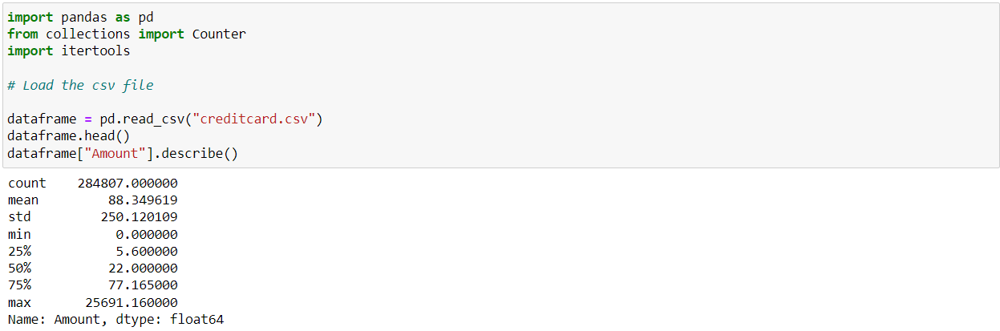 import pandas as pd
from collections import Counter
import itertools
# Load the csv file
dataframe = pd.read_csv("creditcard.csv")
dataframe.head()
dataframe["Amount"].describe()
count    284807.000000
mean         88.349619
std         250.120109
min           0.000000
25%           5.600000
50%          22.000000
75%          77.165000
max       25691.160000
Name: Amount, dtype: float64